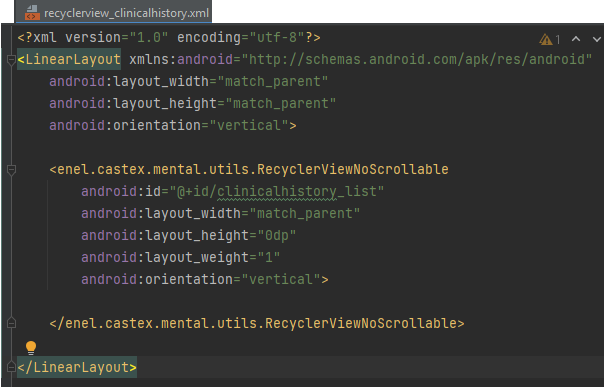 recyclerview_clinicalhistory.xml
<?xml version="1.0" encoding="utf-8"?>
1
<LinearLayout xmlns:android="http://schemas.android.com/apk/res/android"
    android:layout_width="match_parent"
    android:layout_height="match_parent"
    android:orientation="vertical">
    <enel.castex.mental.utils.RecyclerViewNoScrollable
        android:id="@+id/clinicalhistory_list"
        android:layout_width="match_parent"
        android:layout_height="0dp"
        android:layout_weight="1"
        android:orientation="vertical">
    </enel.castex.mental.utils.RecyclerViewNoScrollable>
</LinearLayout>